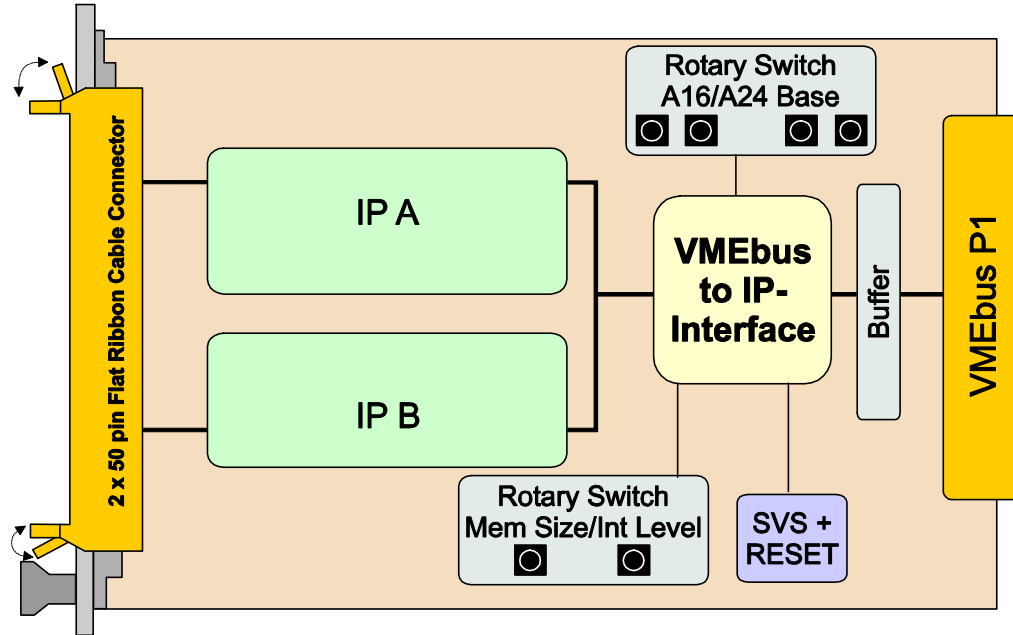 Rotary Switch
A16/A24 Base
2 x 50 pin Flat Ribbon Cable Connector
IP A
IP B
VMEbus
to IP-
Interface
Buffer
VMEbus P1
Rotary Switch
Mem Size/Int Level
SVS +
RESET